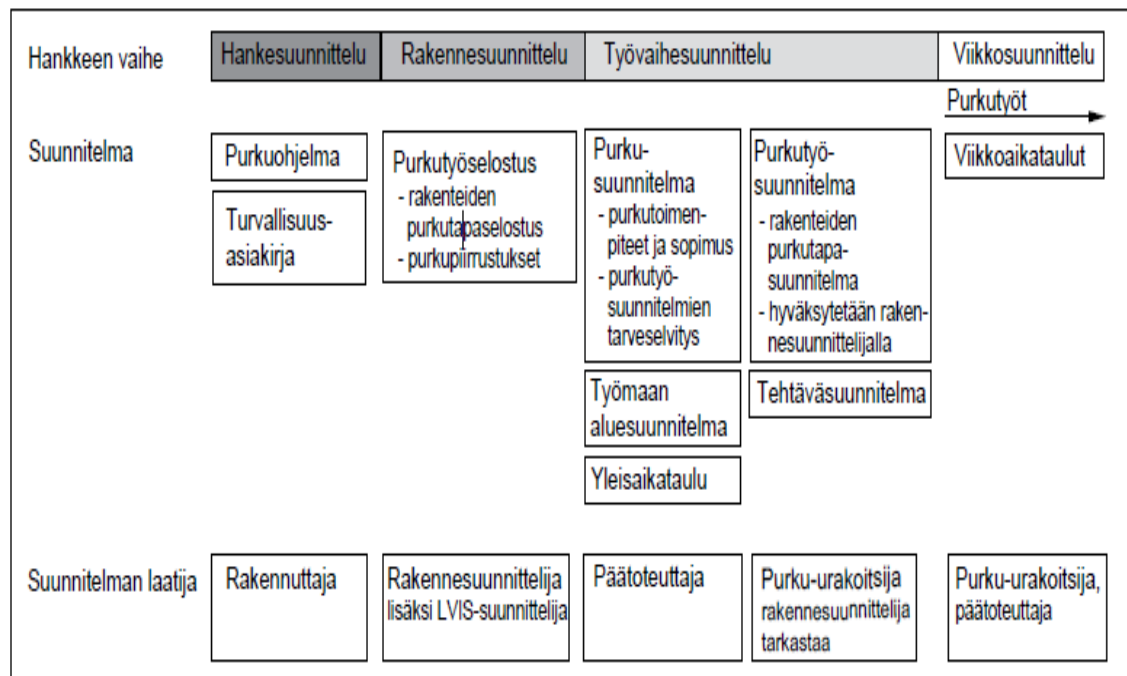 Hankkeen vaihe
Hankesuunnittelu
Rakennesuunnittelu
Työvaihesuunnittelu
Viikkosuunnittelu
Purkutyöt
Suunnitelma
Purkuohjelma
Turvallisuus-
asiakirja
Purkutyöselostus
- rakenteiden
purkutapaselostus
- purkupiirrustukset
Purku-
suunnitelma
- purkutoimen-
piteet ja sopimus
- purkutyö-
suunnitelmien
tarveselvitys
Työmaan
aluesuunnitelma
Yleisaikataulu
Purkutyö-
suunnitelma
- rakenteiden
purkutapa-
suunnitelma
- hyväksytetään raken-
nesuunnittelijalla
Tehtäväsuunnitelma
Viikkoaikataulut
Suunnitelman laatija
Rakennuttaja
Rakennesuunnittelija
lisäksi LVIS-suunnittelija
Päätoteuttaja
Purku-urakoitsija
rakennesuunnittelija
tarkastaa
Purku-urakoitsija,
päätoteuttaja